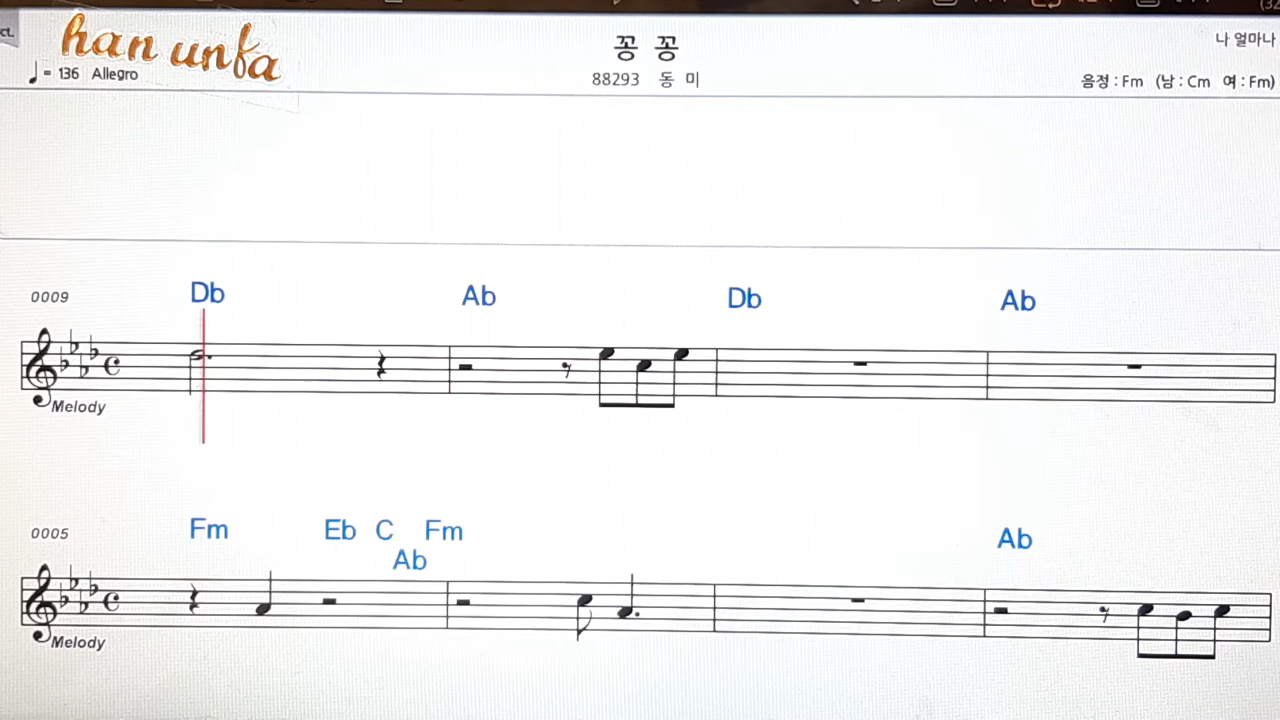 ct.
han unfa
꽁 꽁
나 얼마나
♩ = 136 Allegro
88293 동 미
음정 : Fm (남 : Cm 여 : Fm)
0009
Db Ab Db Ab
Melody
0005
Fm Eb C Fm Ab
Ab
Melody